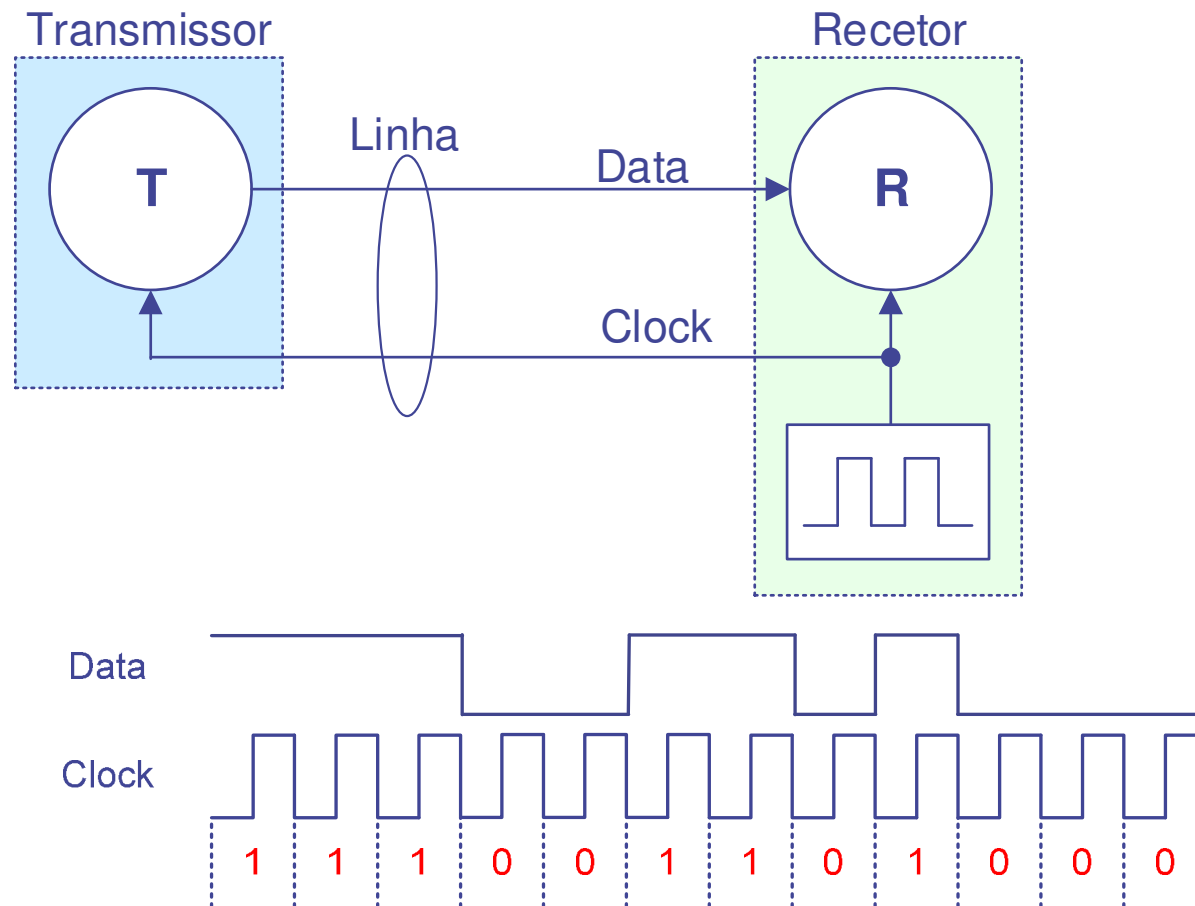 Transmissor
Recetor
Linha
Data
T
R
Clock
Data
Clock
1 1 1 0 0 1 1 0 1 0 0 0